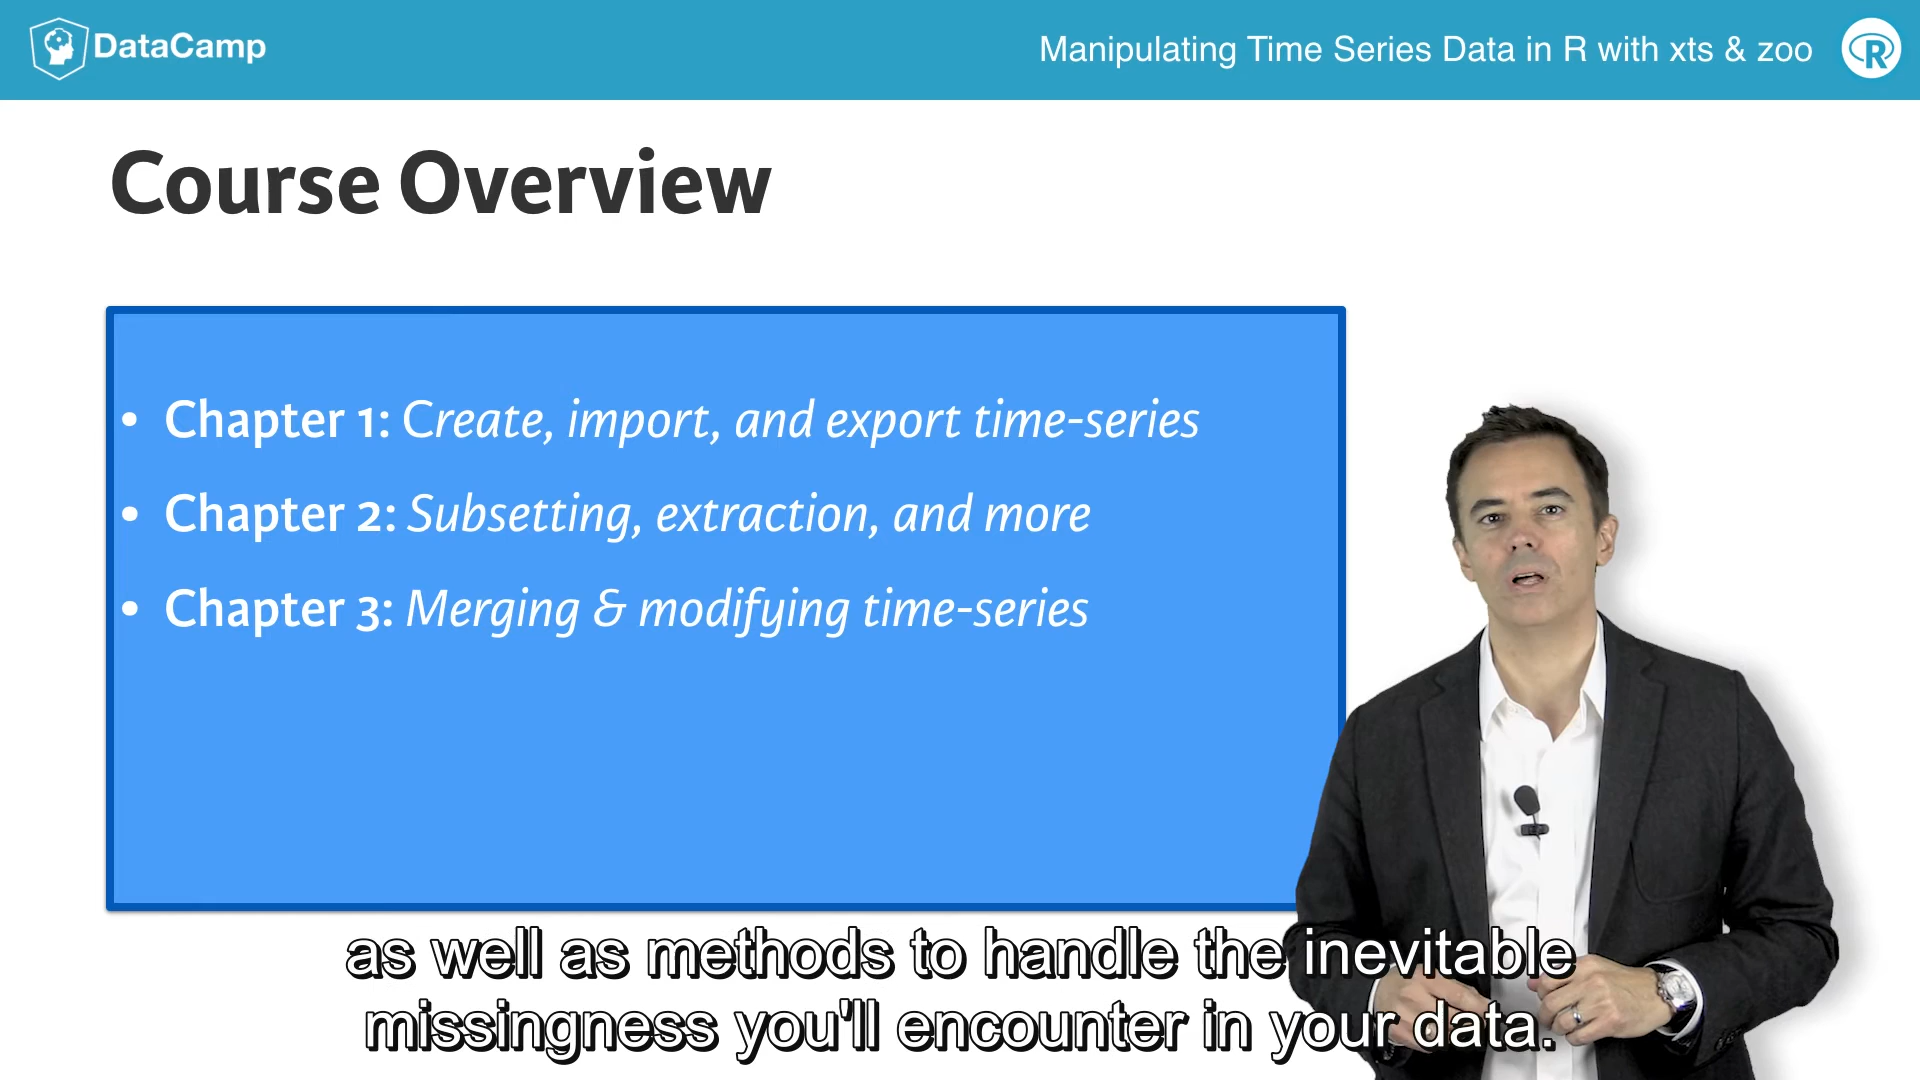 DataCamp
Manipulating Time Series Data in R with xts & zoo
R
Course Overview
• Chapter 1: Create, import, and export time-series
• Chapter 2: Subsetting, extraction, and more
• Chapter 3: Merging & modifying time-series
as well as methods to handle the inevitable
missingness you'll encounter in your data.